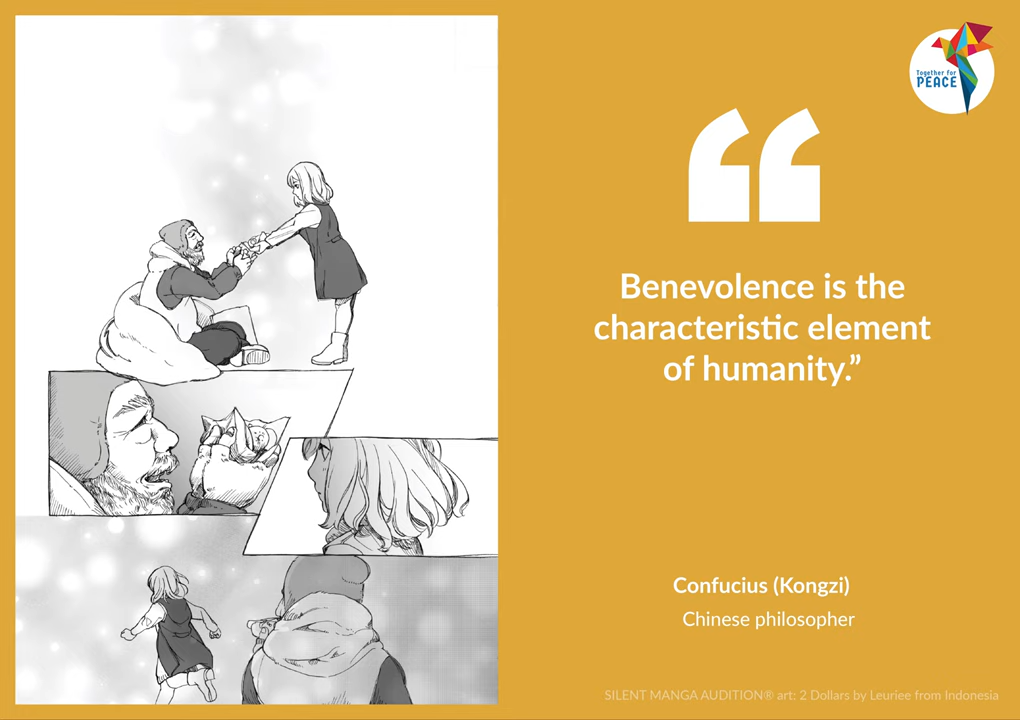 Together for
PEACE
Benevolence is the
characteristic element
of humanity.”
Confucius (Kongzi)
Chinese philosopher
SILENT MANGA AUDITION® art: 2 Dollars by Leuriee from Indonesia